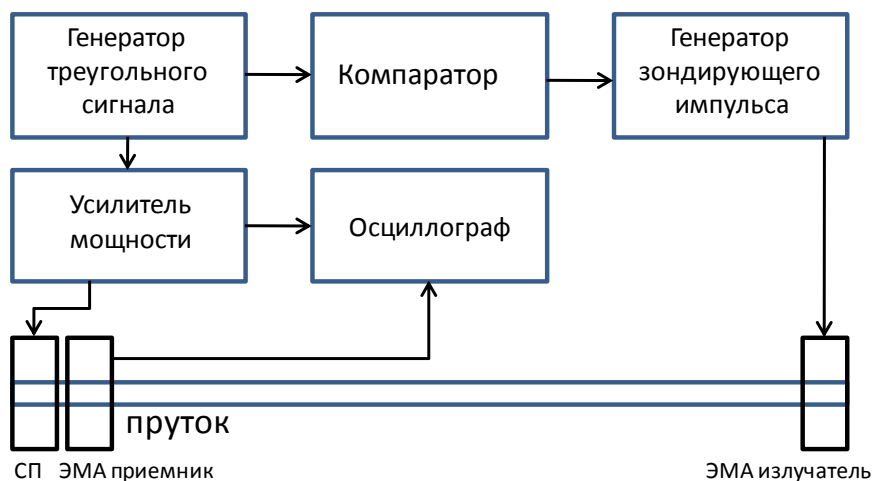 Генератор
треугольного
сигнала
Компаратор
Генератор
зондирующего
импульса
Усилитель
мощности
Осциллограф
пруток
СП ЭМА приемник ЭМА излучатель